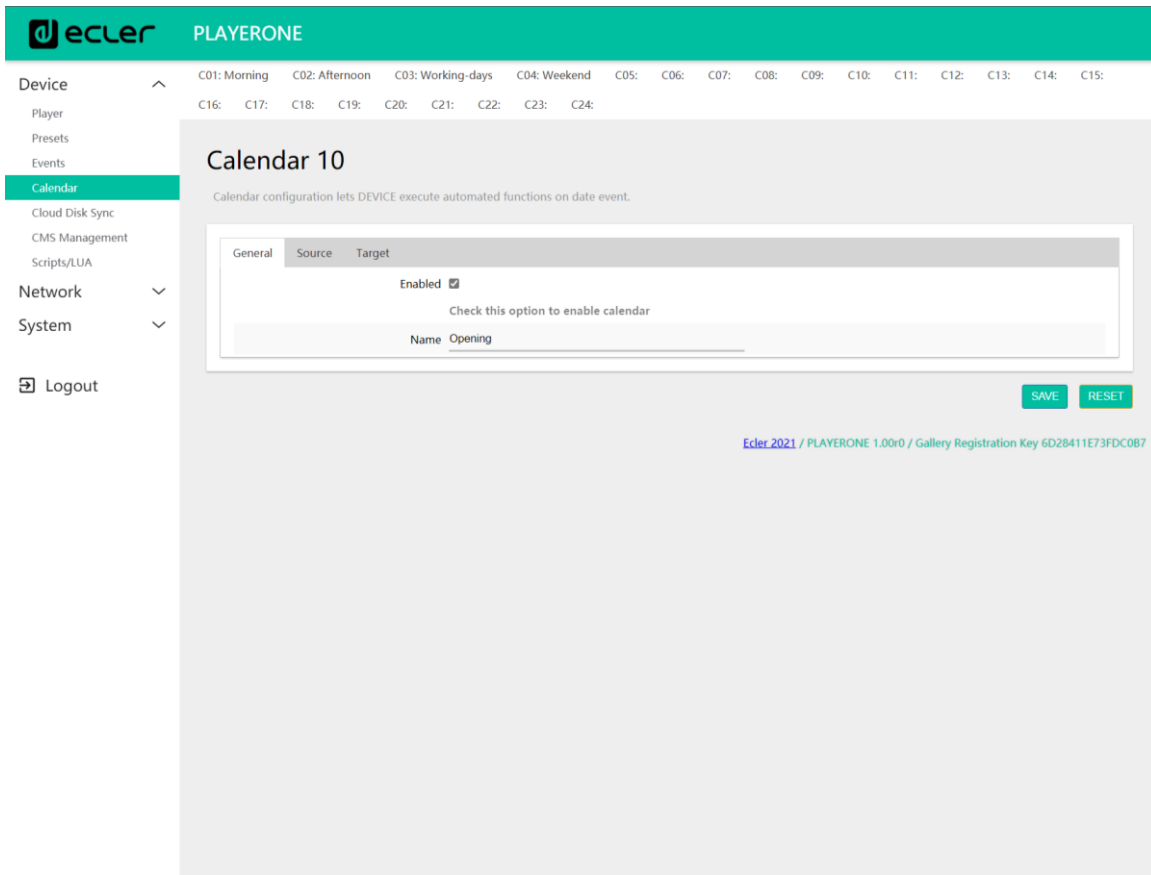 ecler
PLAYERONE
Device
Player
Presets
Events
Calendar
Cloud Disk Sync
CMS Management
Scripts/LUA
Network
System
Logout
C01: Morning C02: Afternoon C03: Working-days C04: Weekend C05: C06: C07: C08: C09: C10: C11: C12: C13: C14: C15:
C16: C17: C18: C19: C20: C21: C22: C23: C24:
Calendar 10
Calendar configuration lets DEVICE execute automated functions on date event.
General Source Target
Enabled
Check this option to enable calendar
Name Opening
SAVE RESET
Ecler 2021 / PLAYERONE 1.00r0 / Gallery Registration Key 6D28411E73FDC0B7